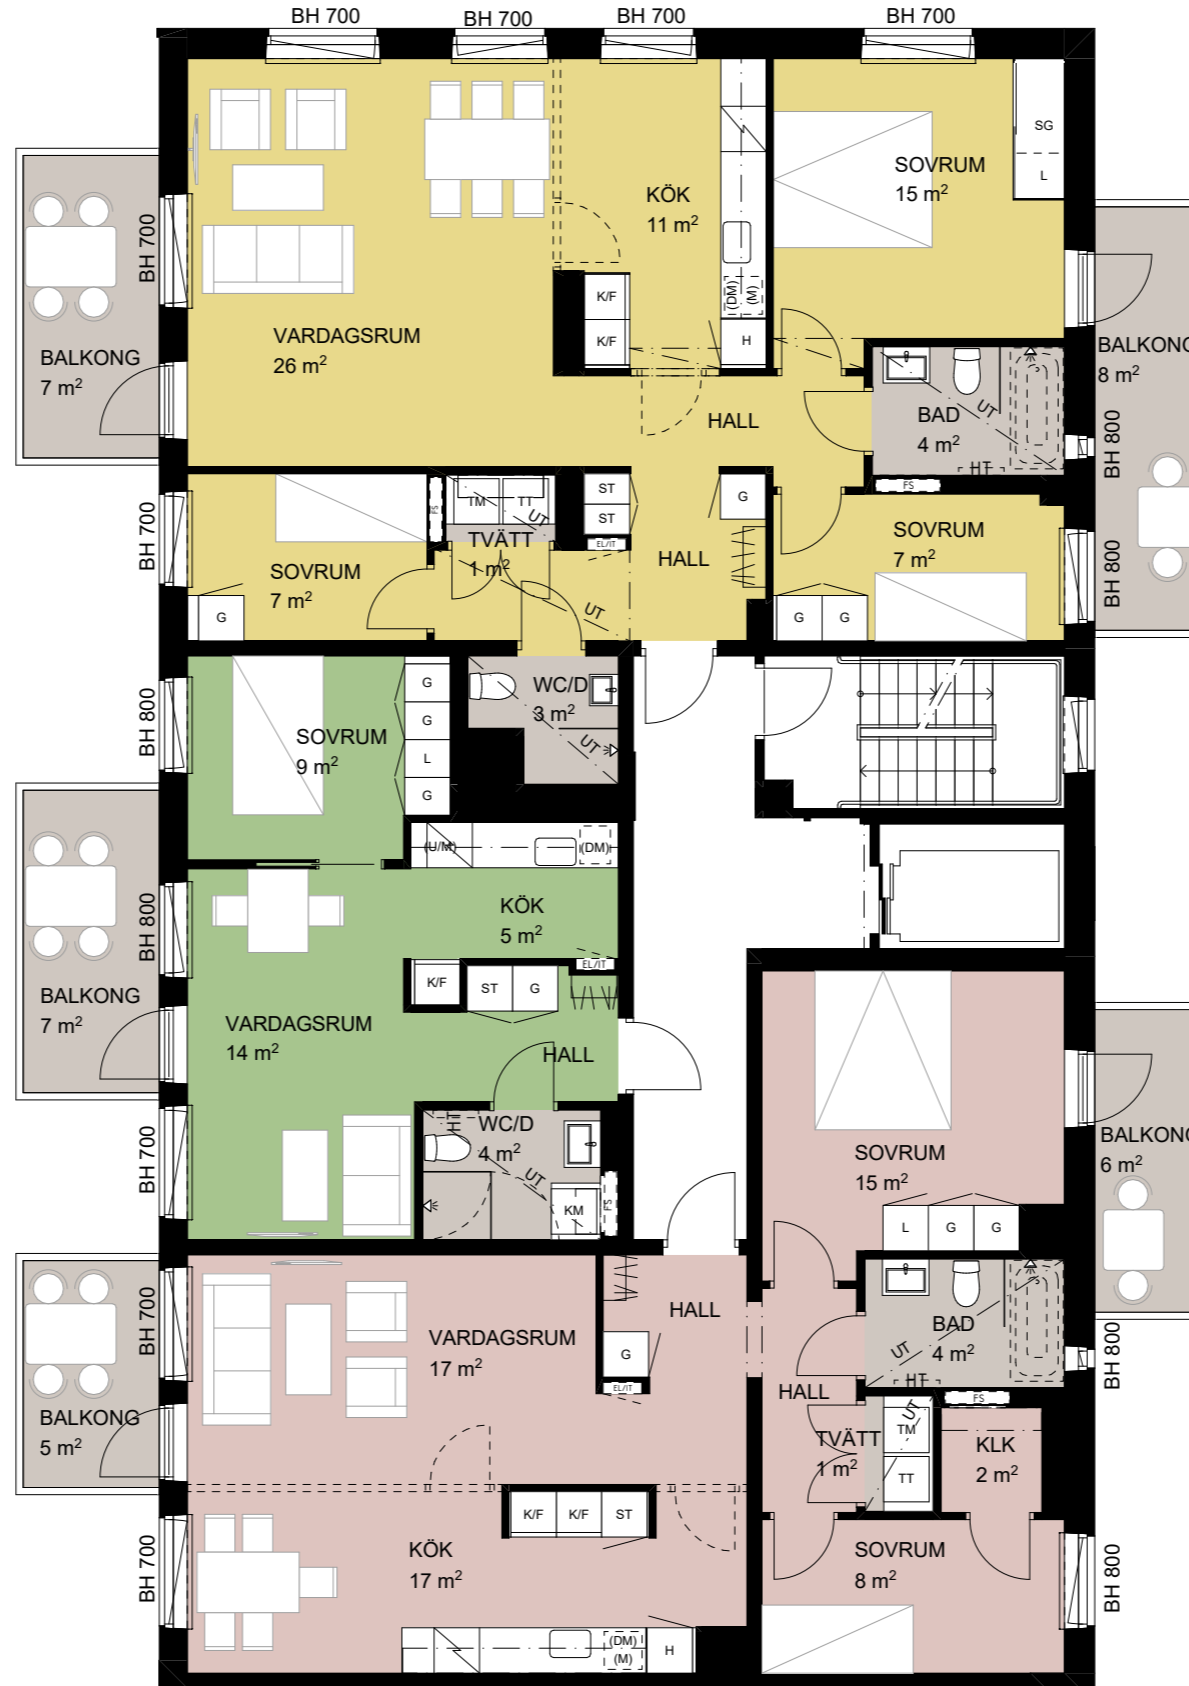 BH 700
BH 700
BH 700
BH 700
SG
L
SOVRUM
15 m²
KÖK
11 m²
BH 700
K/F
K/F
(DM)
(M)
H
VARDAGSRUM
26 m²
BALKONG
7 m²
BALKONG
8 m²
HALL
BAD
4 m²
UT
HT
FS
BH 800
BH 700
TM
TT
UT
TVÄTT
1 m²
ST
ST
EL/IT
G
HALL
SOVRUM
7 m²
G
G
BH 800
SOVRUM
7 m²
G
UT
BH 800
SOVRUM
9 m²
G
G
L
G
WC/D
3 m²
UT
(U/M)
(DM)
KÖK
5 m²
EL/IT
BH 800
BALKONG
7 m²
K/F
ST
G
VARDAGSRUM
14 m²
HALL
BH 700
HT
WC/D
4 m²
UT
KM
FS
SOVRUM
15 m²
L
G
G
BALKONG
6 m²
BH 700
VARDAGSRUM
17 m²
HALL
G
EL/IT
BAD
4 m²
UT
HT
FS
BH 800
BALKONG
5 m²
HALL
TVÄTT
1 m²
UT
TM
TT
KLK
2 m²
K/F
K/F
ST
BH 700
KÖK
17 m²
(DM)
(M)
H
SOVRUM
8 m²
BH 800